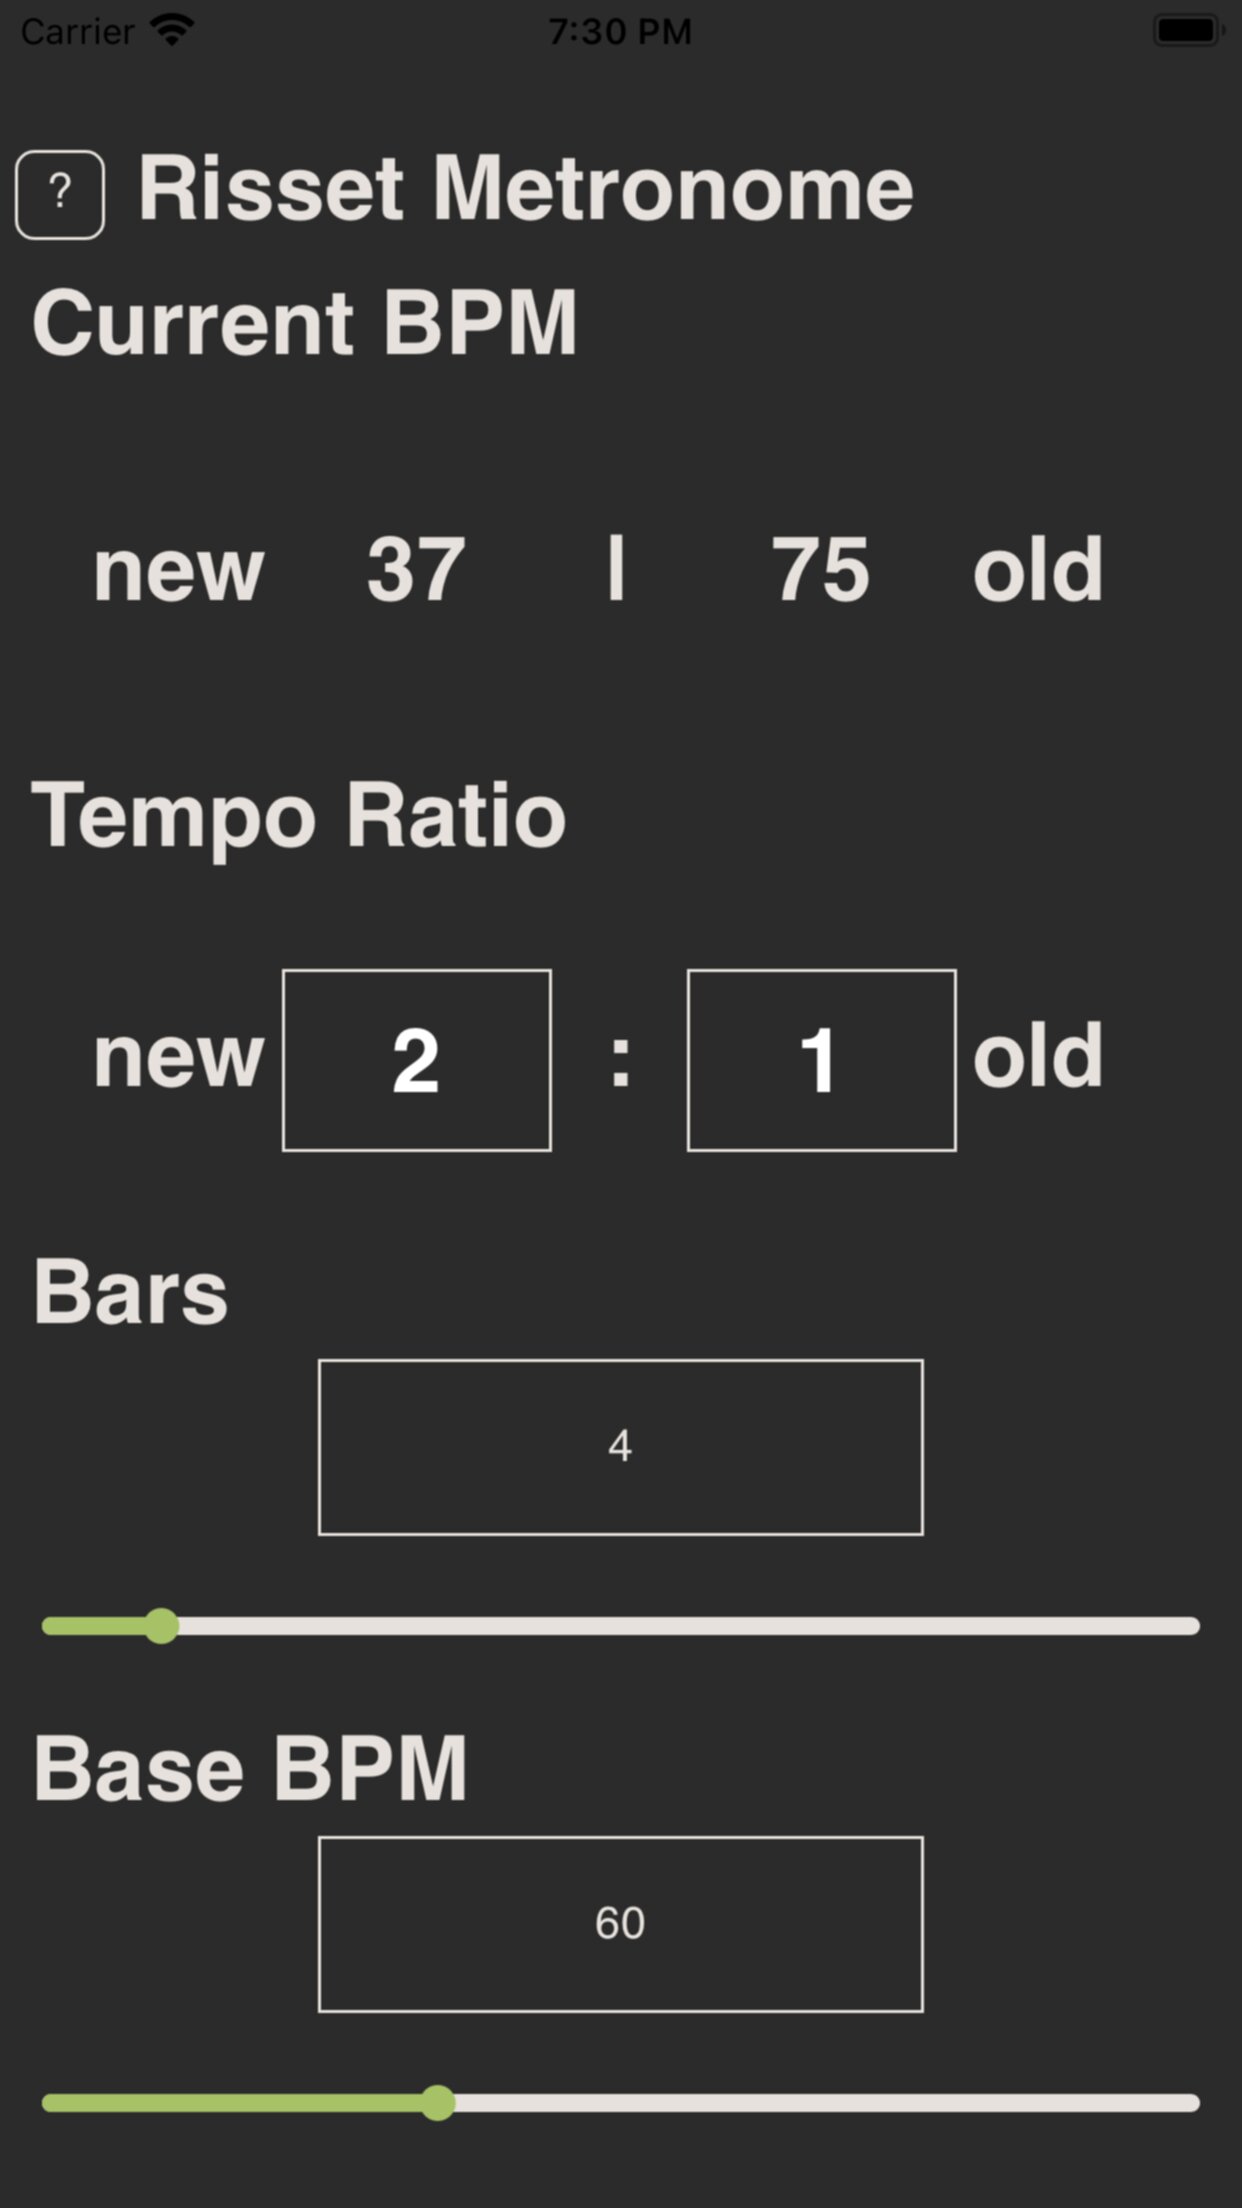 Carrier 7:30 PM
? Risset Metronome
Current BPM
new 37 | 75 old
Tempo Ratio
new 2 : 1 old
Bars
4
Base BPM
60